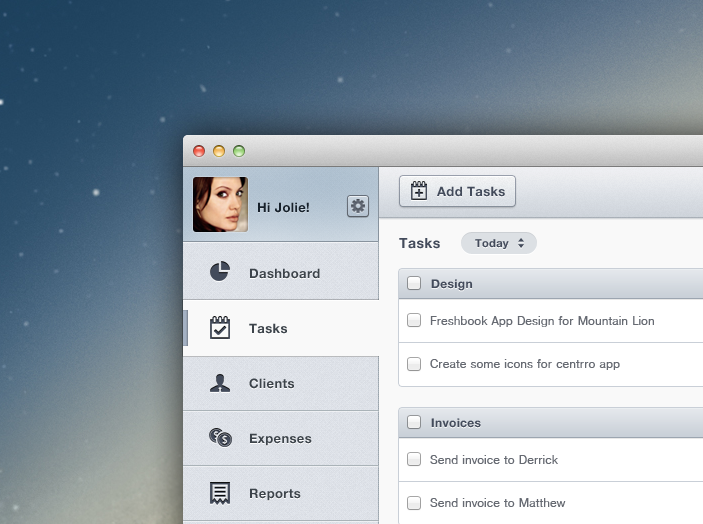 Hi Jolie!
Add Tasks
Dashboard
Tasks
Clients
Expenses
Reports
Tasks
Today
Design
Freshbook App Design for Mountain Lion
Create some icons for centrro app
Invoices
Send invoice to Derrick
Send invoice to Matthew